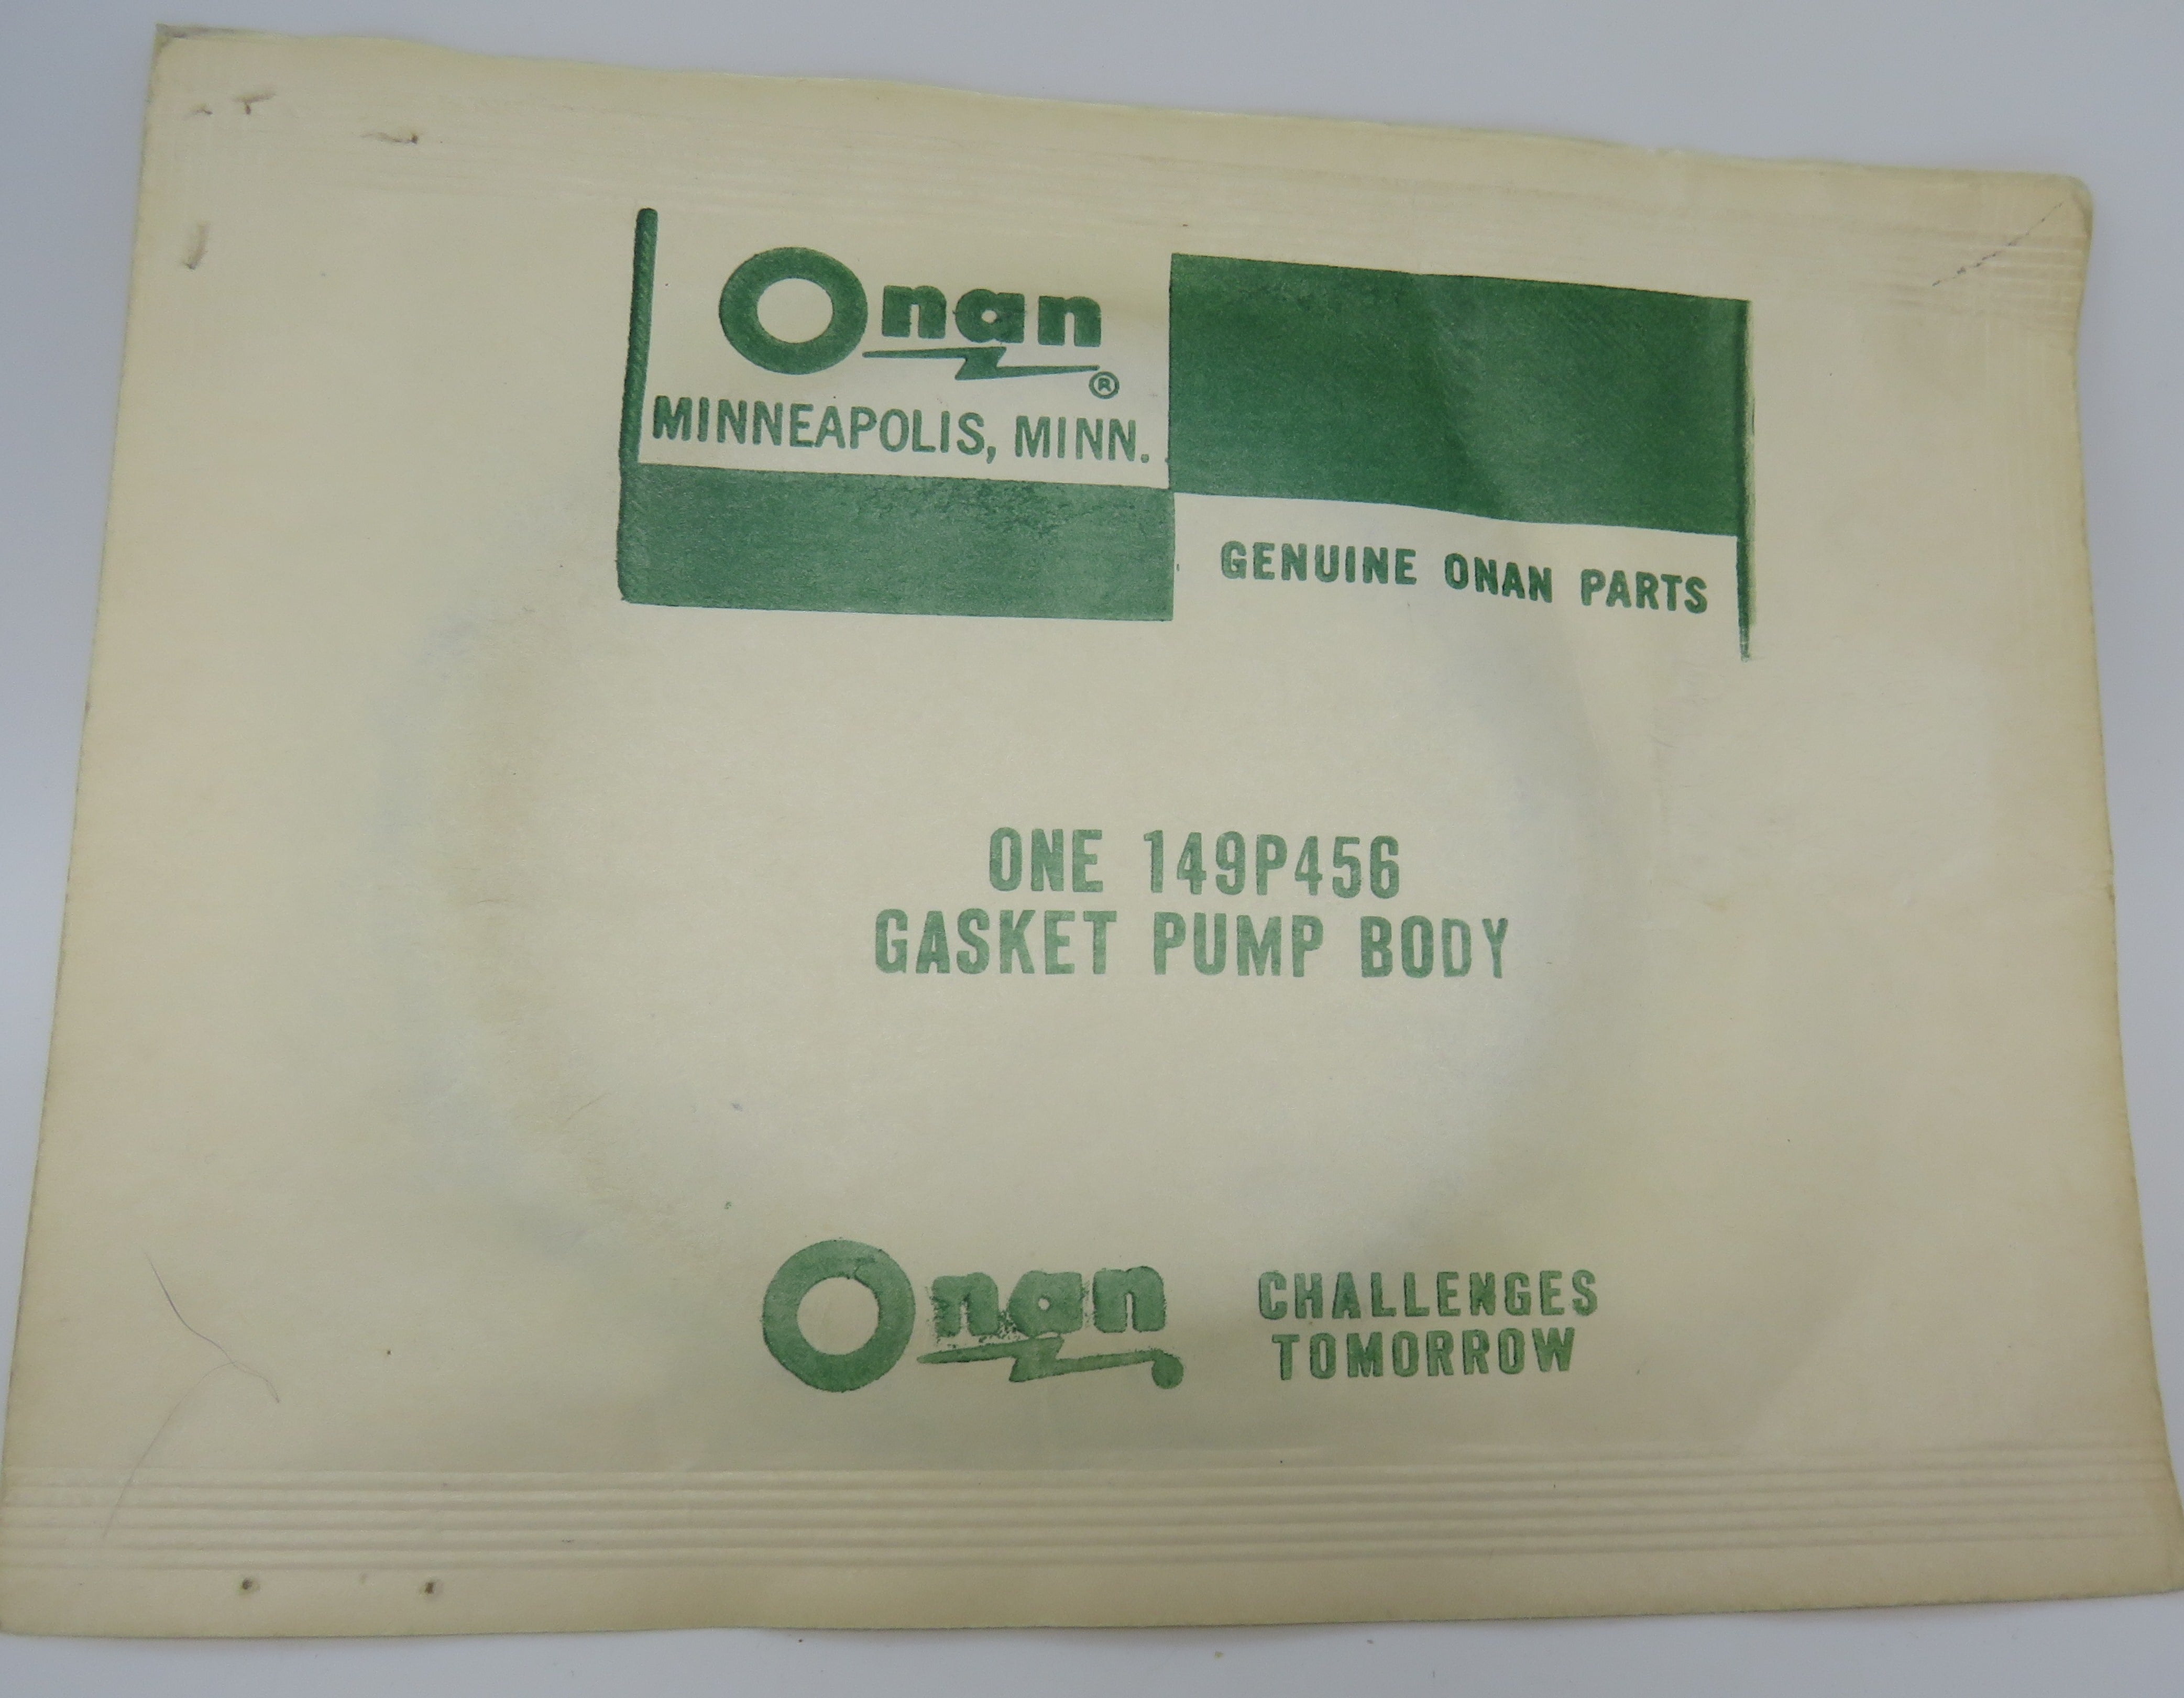 Onan®
MINNEAPOLIS, MINN.
GENUINE ONAN PARTS
ONE 149P456
GASKET PUMP BODY
Onan
CHALLENGES
TOMORROW